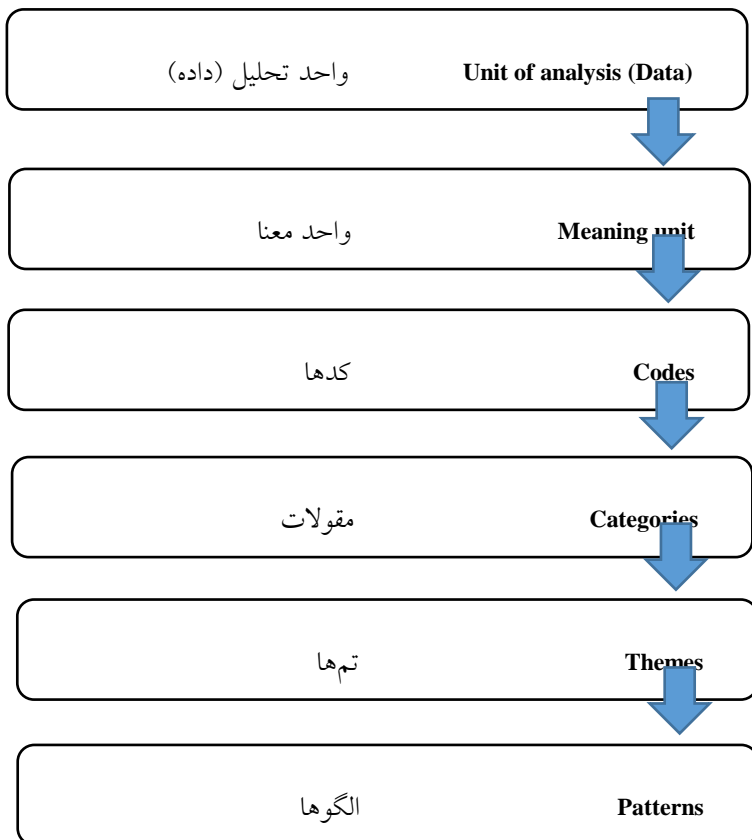 واحد تحلیل (داده) Unit of analysis (Data)
واحد معنا Meaning unit
کدها Codes
مقولات Categories
تم‌ها Themes
الگوها Patterns